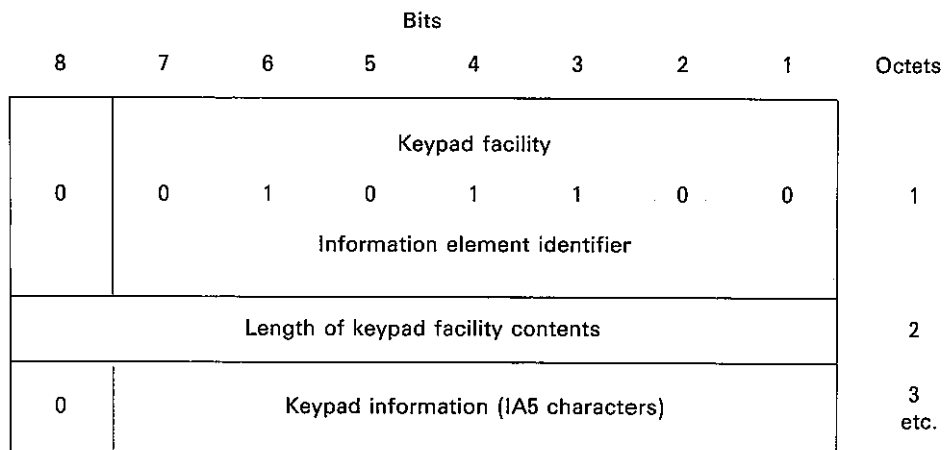 Bits
8 7 6 5 4 3 2 1 Octets
Keypad facility
0 0 1 0 1 1 0 0 1
Information element identifier
Length of keypad facility contents 2
0 Keypad information (IA5 characters) 3
etc.